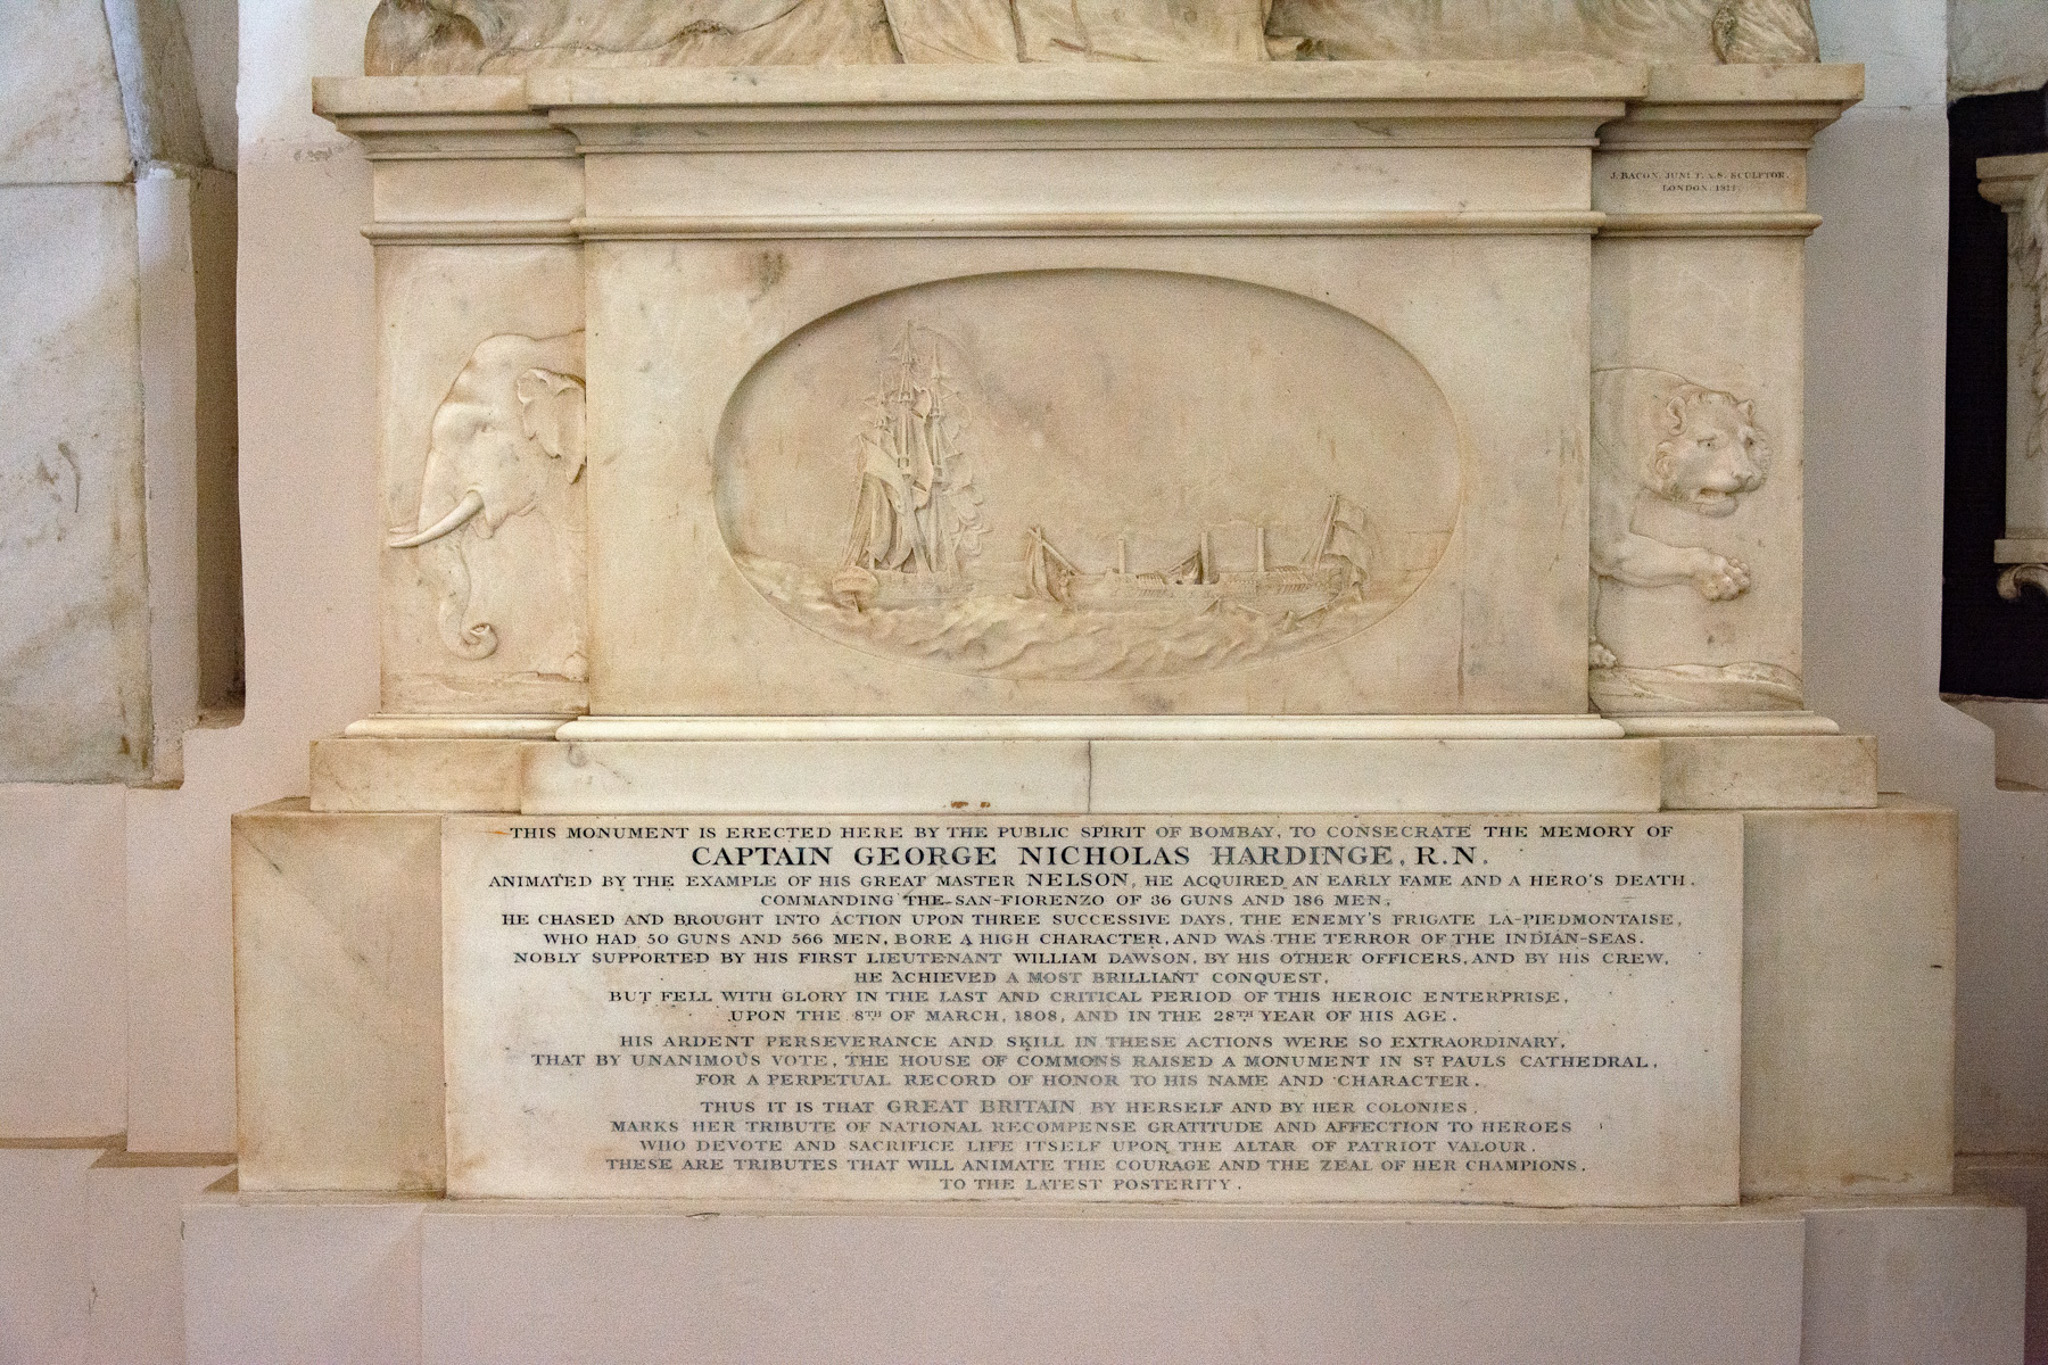 J. BACON, JUNR F.A.S. SCULPTOR.
LONDON.
THIS MONUMENT IS ERECTED HERE BY THE PUBLIC SPIRIT OF BOMBAY, TO CONSECRATE THE MEMORY OF
CAPTAIN GEORGE NICHOLAS HARDINGE, R.N.
ANIMATED BY THE EXAMPLE OF HIS GREAT MASTER NELSON, HE ACQUIRED AN EARLY FAME AND A HERO'S DEATH.
COMMANDING THE SAN-FIORENZO OF 36 GUNS AND 186 MEN,
HE CHASED AND BROUGHT INTO ACTION UPON THREE SUCCESSIVE DAYS, THE ENEMY'S FRIGATE LA-PIEDMONTAISE,
WHO HAD 50 GUNS AND 566 MEN, BORE A HIGH CHARACTER, AND WAS THE TERROR OF THE INDIAN-SEAS.
NOBLY SUPPORTED BY HIS FIRST LIEUTENANT WILLIAM DAWSON, BY HIS OTHER OFFICERS, AND BY HIS CREW,
HE ACHIEVED A MOST BRILLIANT CONQUEST,
BUT FELL WITH GLORY IN THE LAST AND CRITICAL PERIOD OF THIS HEROIC ENTERPRISE,
UPON THE 8TH OF MARCH, 1808, AND IN THE 28TH YEAR OF HIS AGE.
HIS ARDENT PERSEVERANCE AND SKILL IN THESE ACTIONS WERE SO EXTRAORDINARY,
THAT BY UNANIMOUS VOTE, THE HOUSE OF COMMONS RAISED A MONUMENT IN ST PAULS CATHEDRAL,
FOR A PERPETUAL RECORD OF HONOR TO HIS NAME AND CHARACTER.
THUS IT IS THAT GREAT BRITAIN BY HERSELF AND BY HER COLONIES,
MARKS HER TRIBUTE OF NATIONAL RECOMPENSE GRATITUDE AND AFFECTION TO HEROES
WHO DEVOTE AND SACRIFICE LIFE ITSELF UPON THE ALTAR OF PATRIOT VALOUR.
THESE ARE TRIBUTES THAT WILL ANIMATE THE COURAGE AND THE ZEAL OF HER CHAMPIONS,
TO THE LATEST POSTERITY.